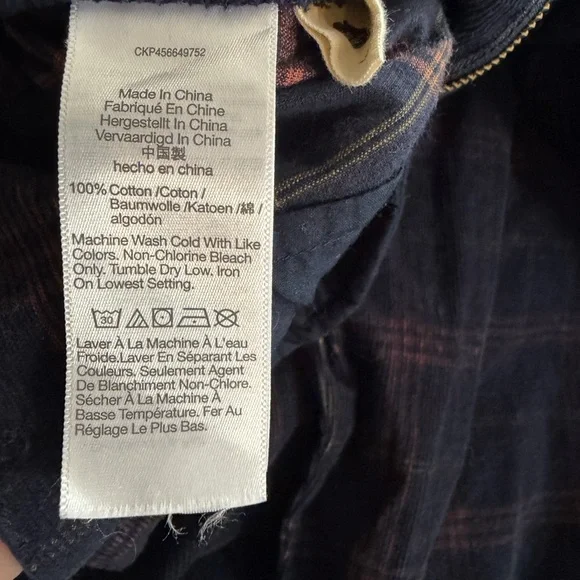 CKP456649752
Made In China
Fabriqué En Chine
Hergestellt In China
Vervaardigd In China
中国製
hecho en china
100% Cotton /Coton /
Baumwolle /Katoen /綿 /
algodón
Machine Wash Cold With Like
Colors. Non-Chlorine Bleach
Only. Tumble Dry Low. Iron
On Lowest Setting.
30
Laver À La Machine À L'eau
Froide.Laver En Séparant Les
Couleurs. Seulement Agent
De Blanchiment Non-Chlore.
Sécher À La Machine À
Basse Température. Fer Au
Réglage Le Plus Bas.